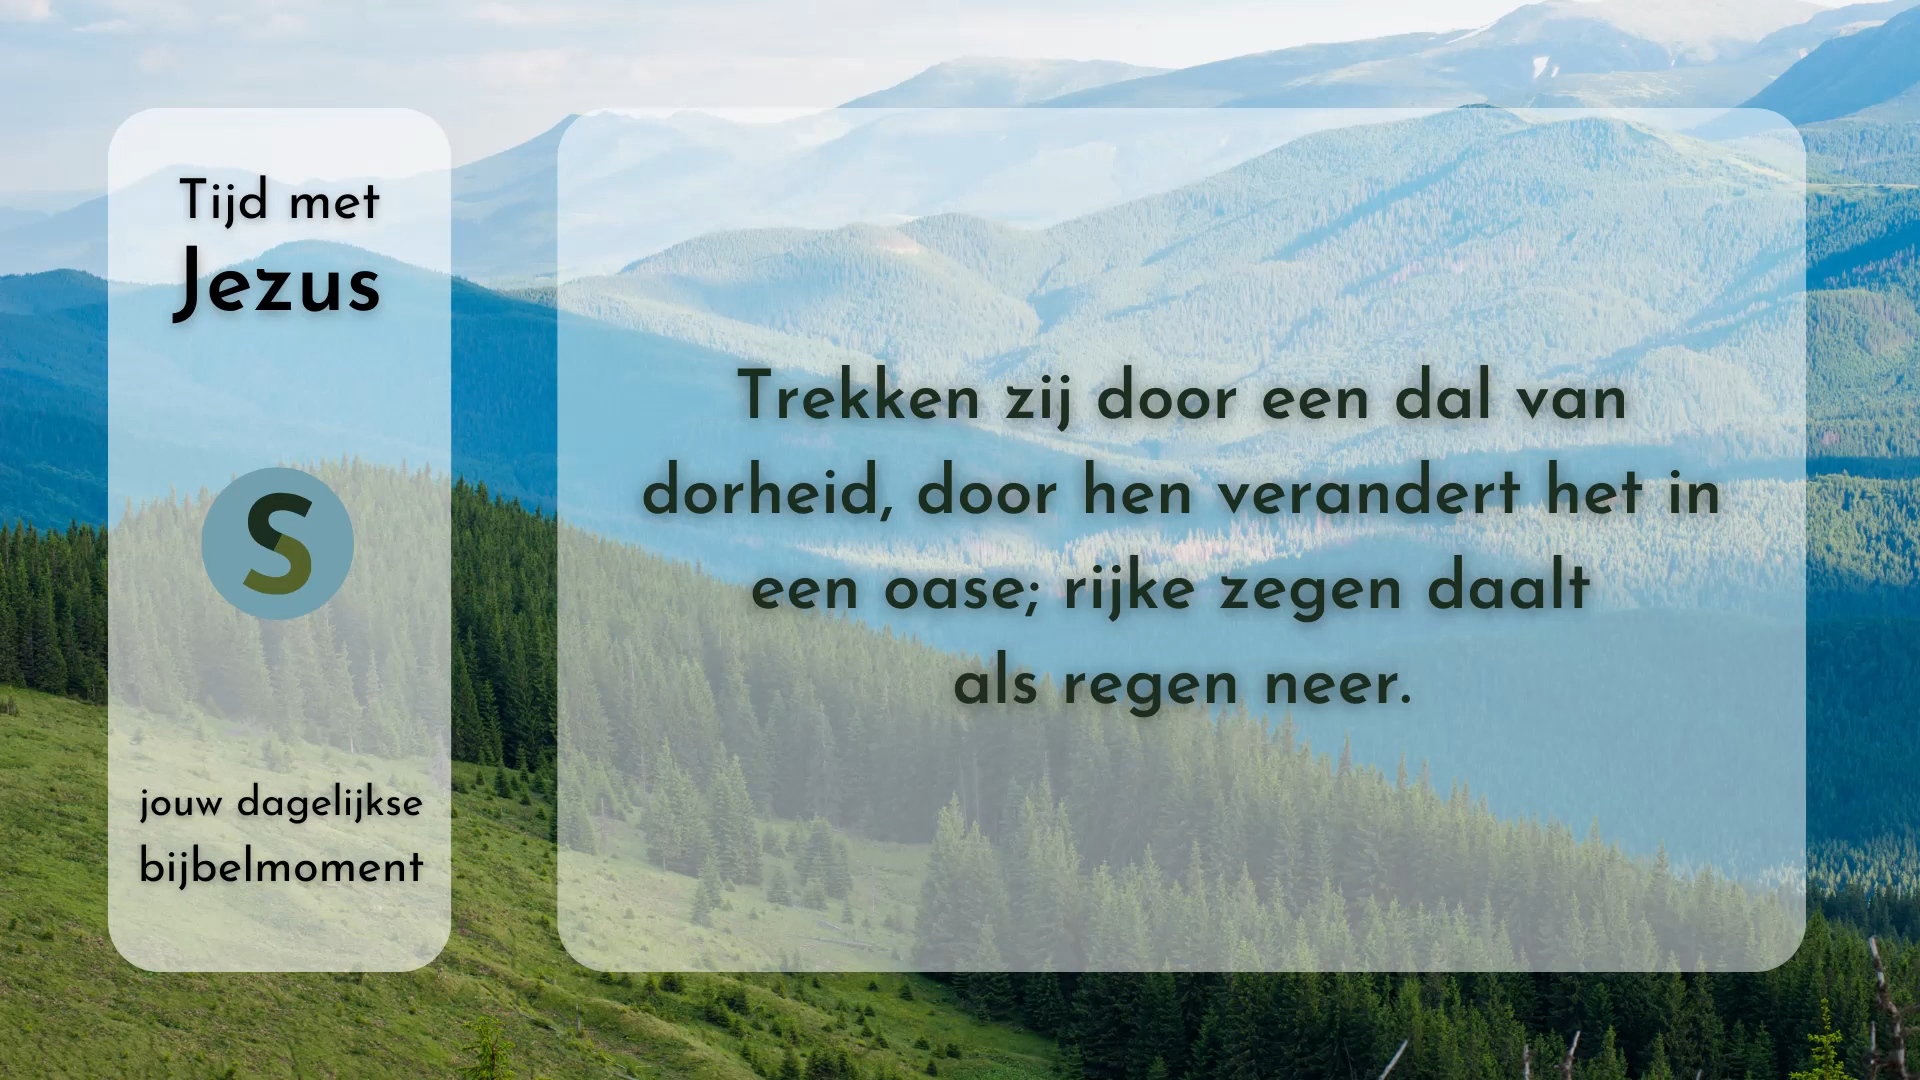 Tijd met
Jezus
S
jouw dagelijkse
bijbelmoment
Trekken zij door een dal van
dorheid, door hen verandert het in
een oase; rijke zegen daalt
als regen neer.